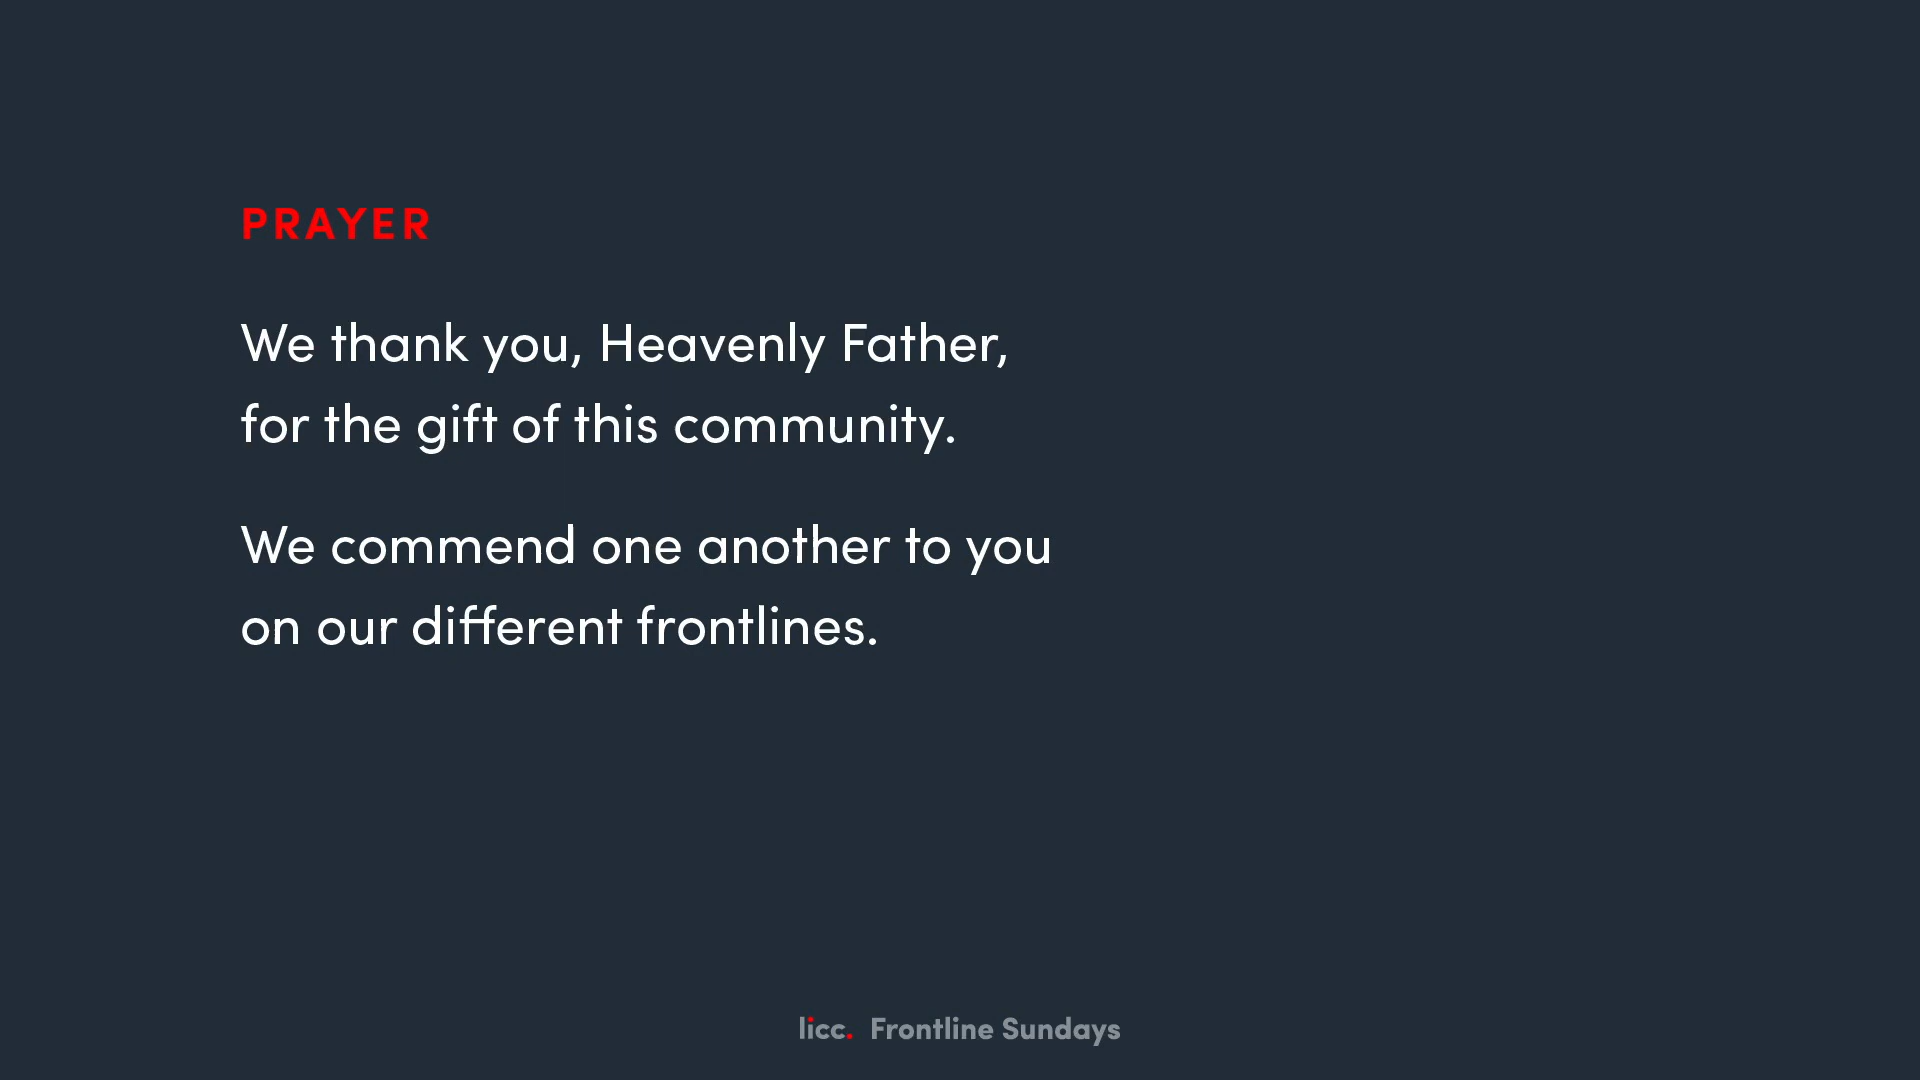 PRAYER
We thank you, Heavenly Father,
for the gift of this community.
We commend one another to you
on our different frontlines.
licc. Frontline Sundays